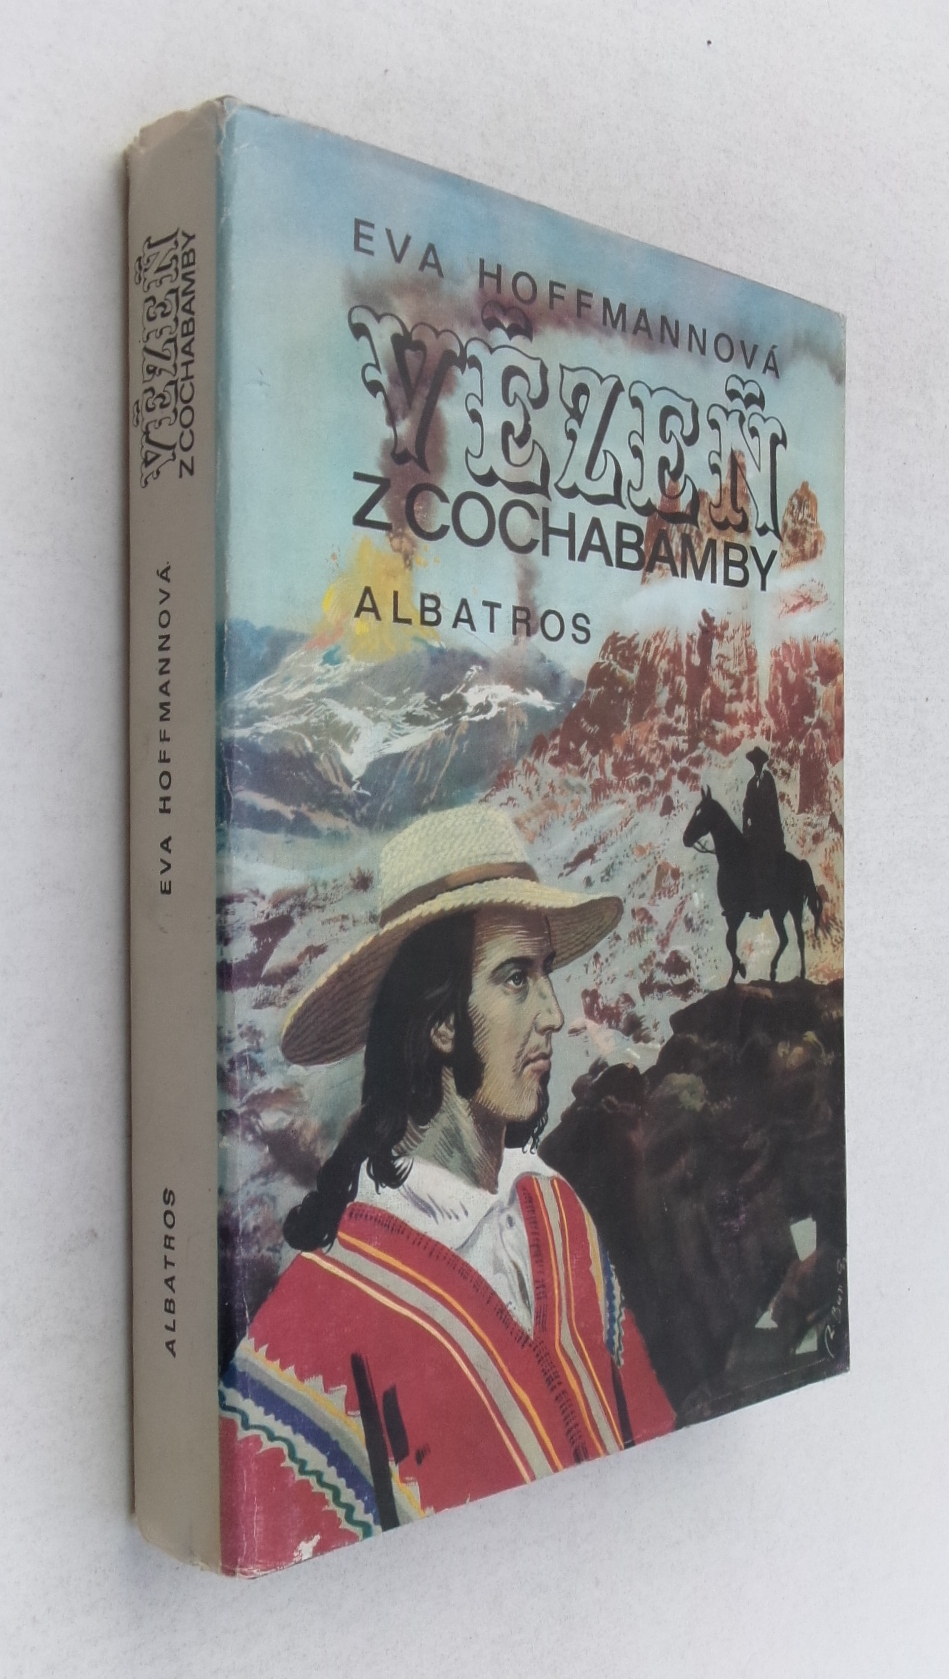 VĚZEŇ
Z COCHABAMBY
EVA HOFFMANNOVÁ
ALBATROS
EVA HOFFMANNOVÁ
VĚZEŇ
Z COCHABAMBY
ALBATROS